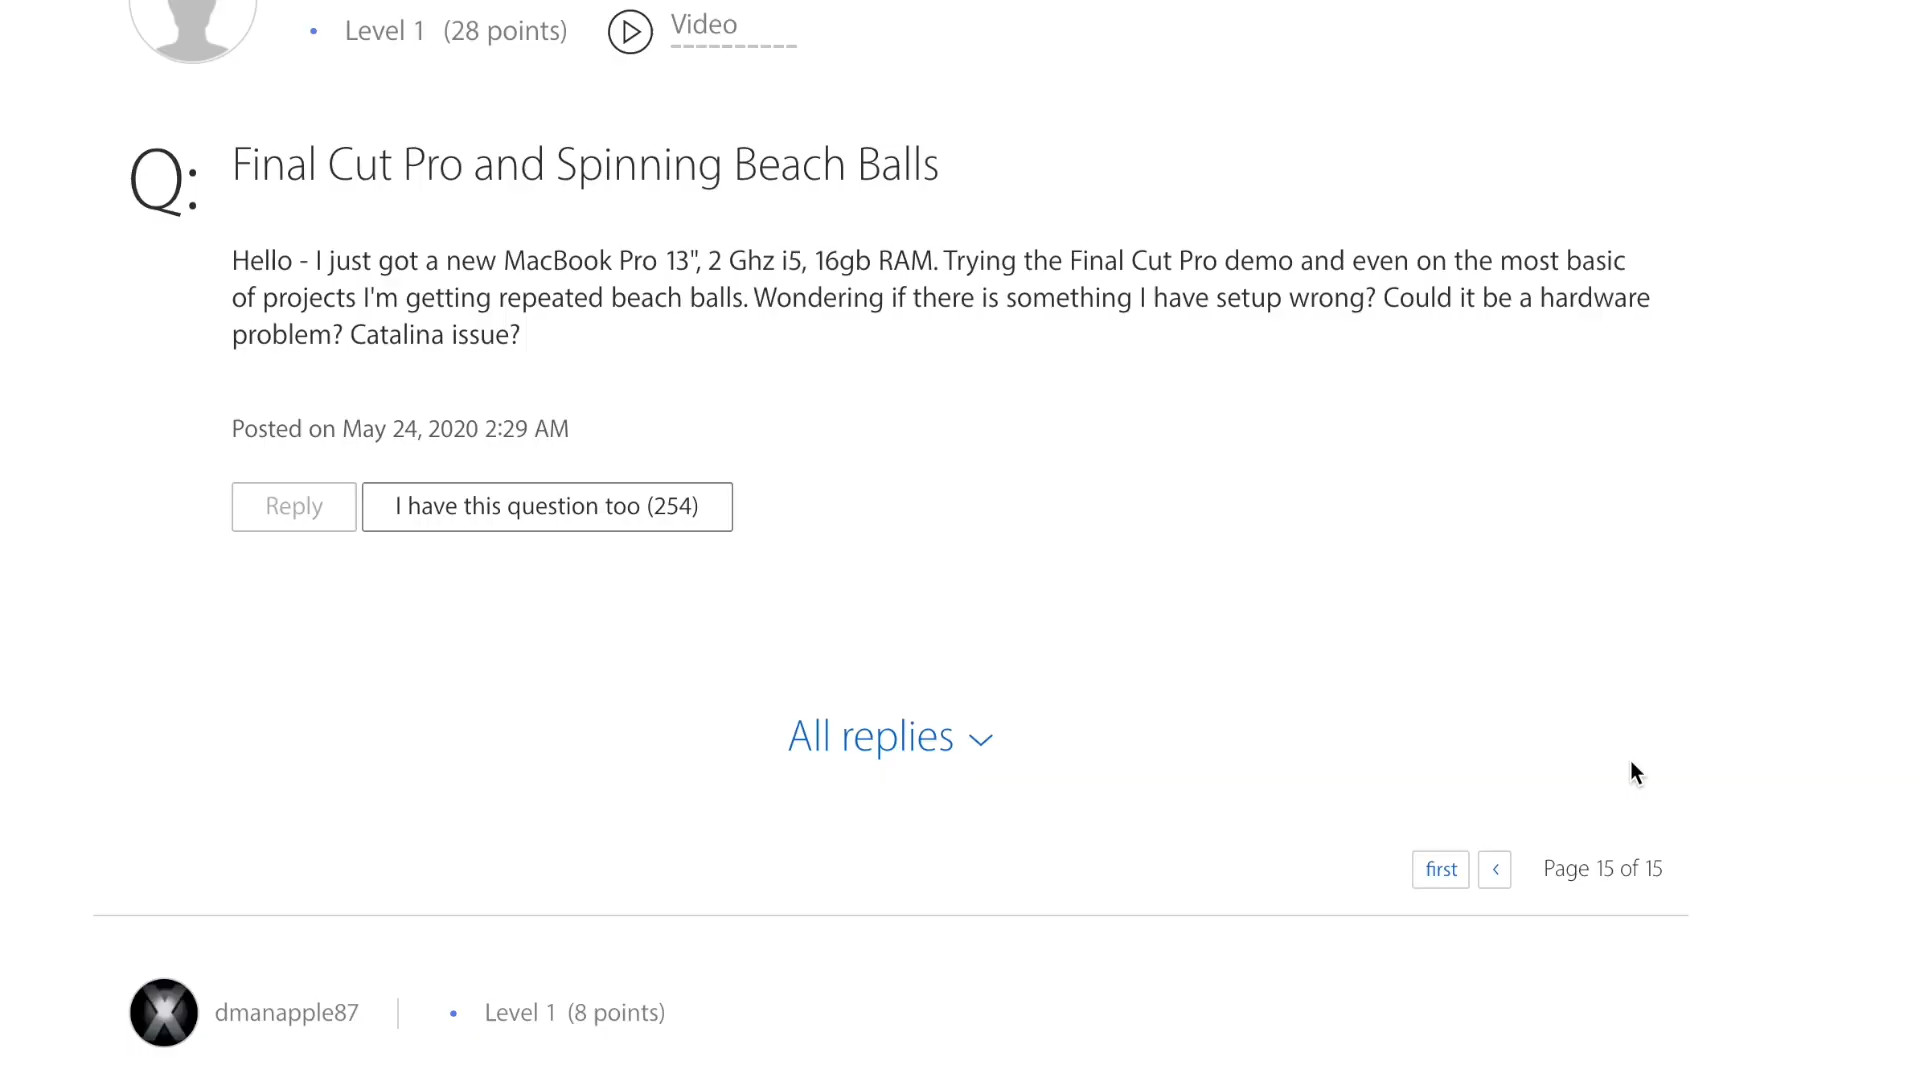 Level 1 (28 points)
Video
Q: Final Cut Pro and Spinning Beach Balls
Hello - I just got a new MacBook Pro 13", 2 Ghz i5, 16gb RAM. Trying the Final Cut Pro demo and even on the most basic
of projects I'm getting repeated beach balls. Wondering if there is something I have setup wrong? Could it be a hardware
problem? Catalina issue?
Posted on May 24, 2020 2:29 AM
Reply
I have this question too (254)
All replies
first
<
Page 15 of 15
dmanapple87
Level 1 (8 points)